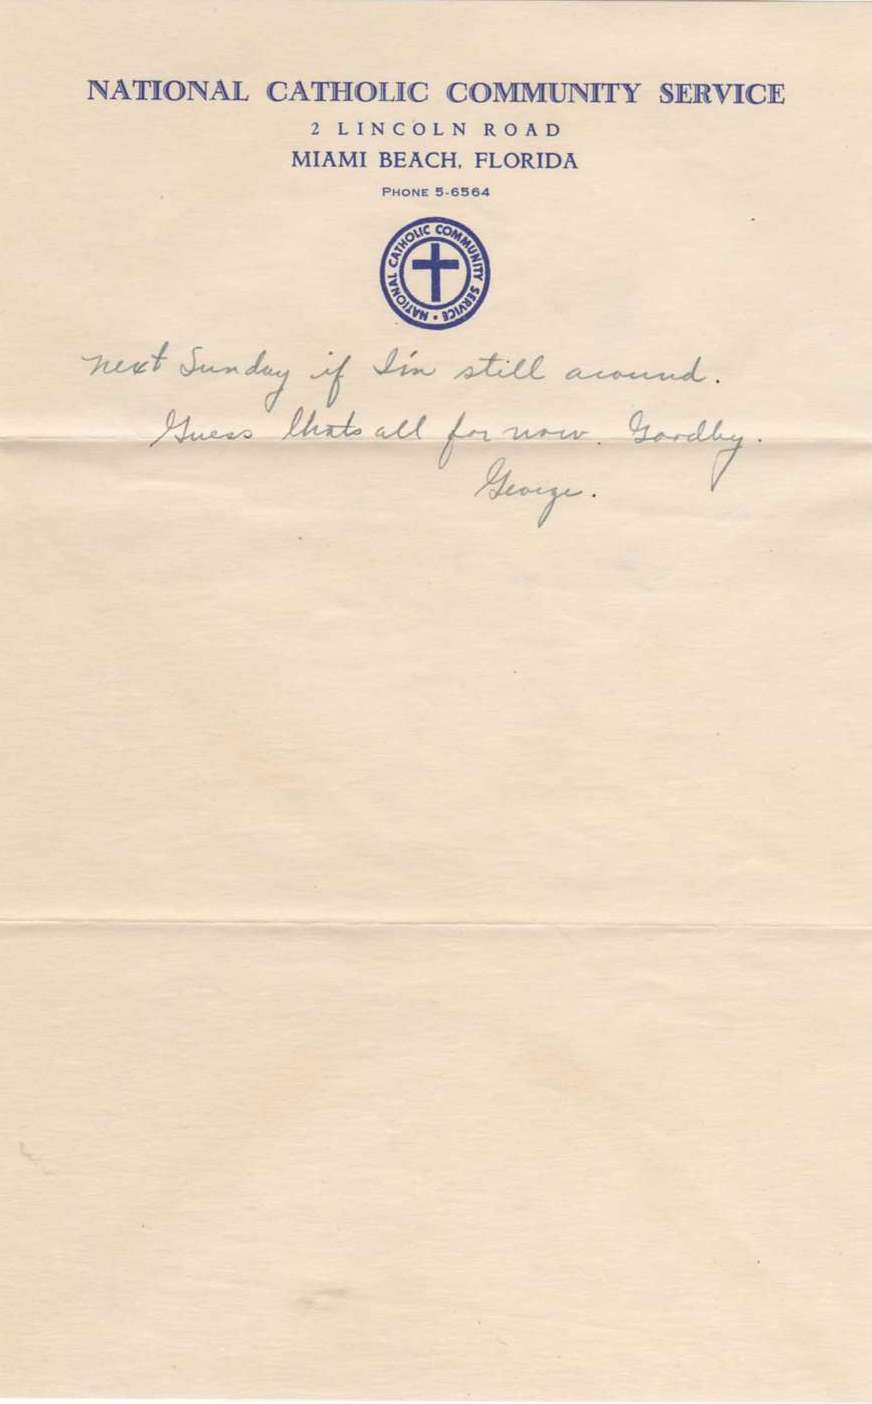 NATIONAL CATHOLIC COMMUNITY SERVICE
2 LINCOLN ROAD
MIAMI BEACH, FLORIDA
PHONE 5-6564
NATIONAL CATHOLIC COMMUNITY SERVICE •
next Sunday if I'm still around.
Guess thats all for now. Goodby.
George.